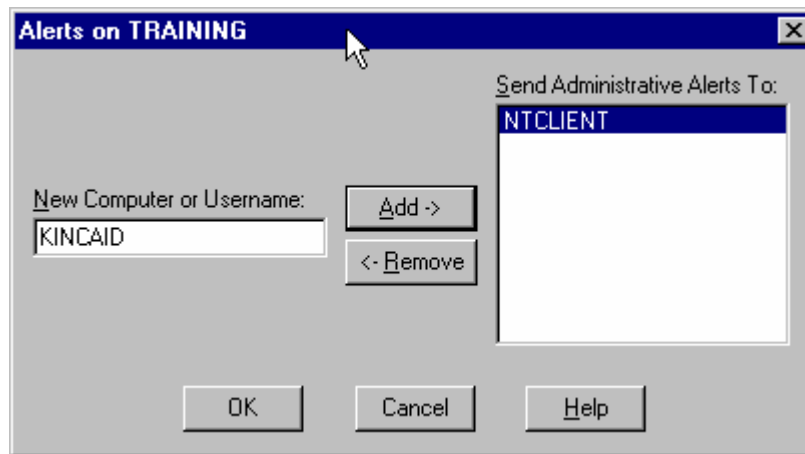 Alerts on TRAINING
Send Administrative Alerts To:
NTCLIENT
New Computer or Username:
KINCAID
Add ->
<- Remove
OK
Cancel
Help